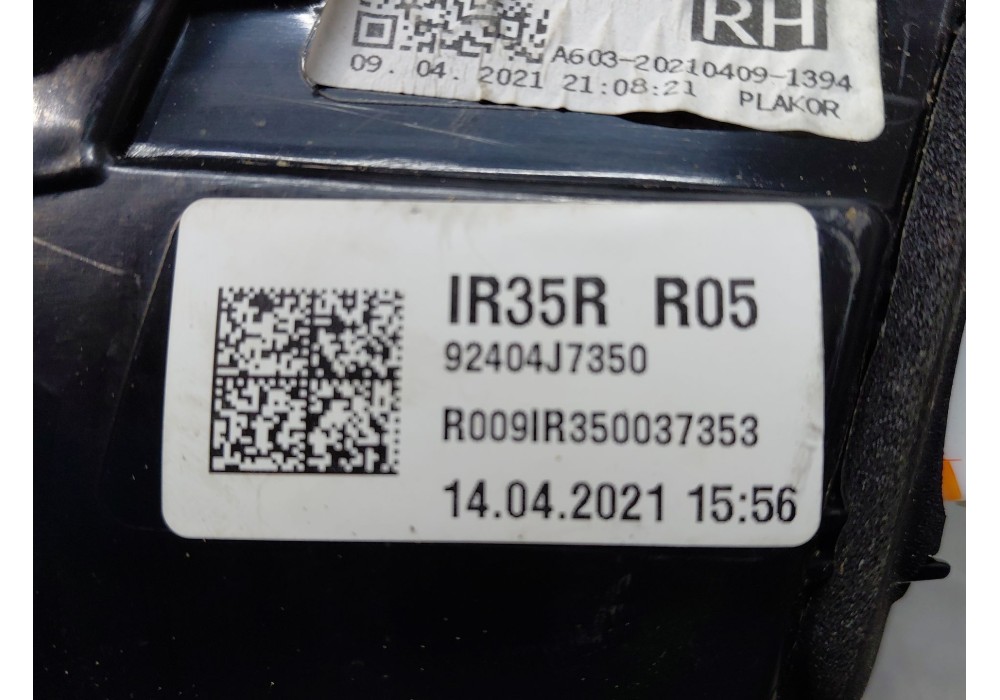 RH
A603-20210409-1394
09. 04. 2021 21:08:21
PLAKOR
IR35R R05
92404J7350
R009IR350037353
14.04.2021 15:56